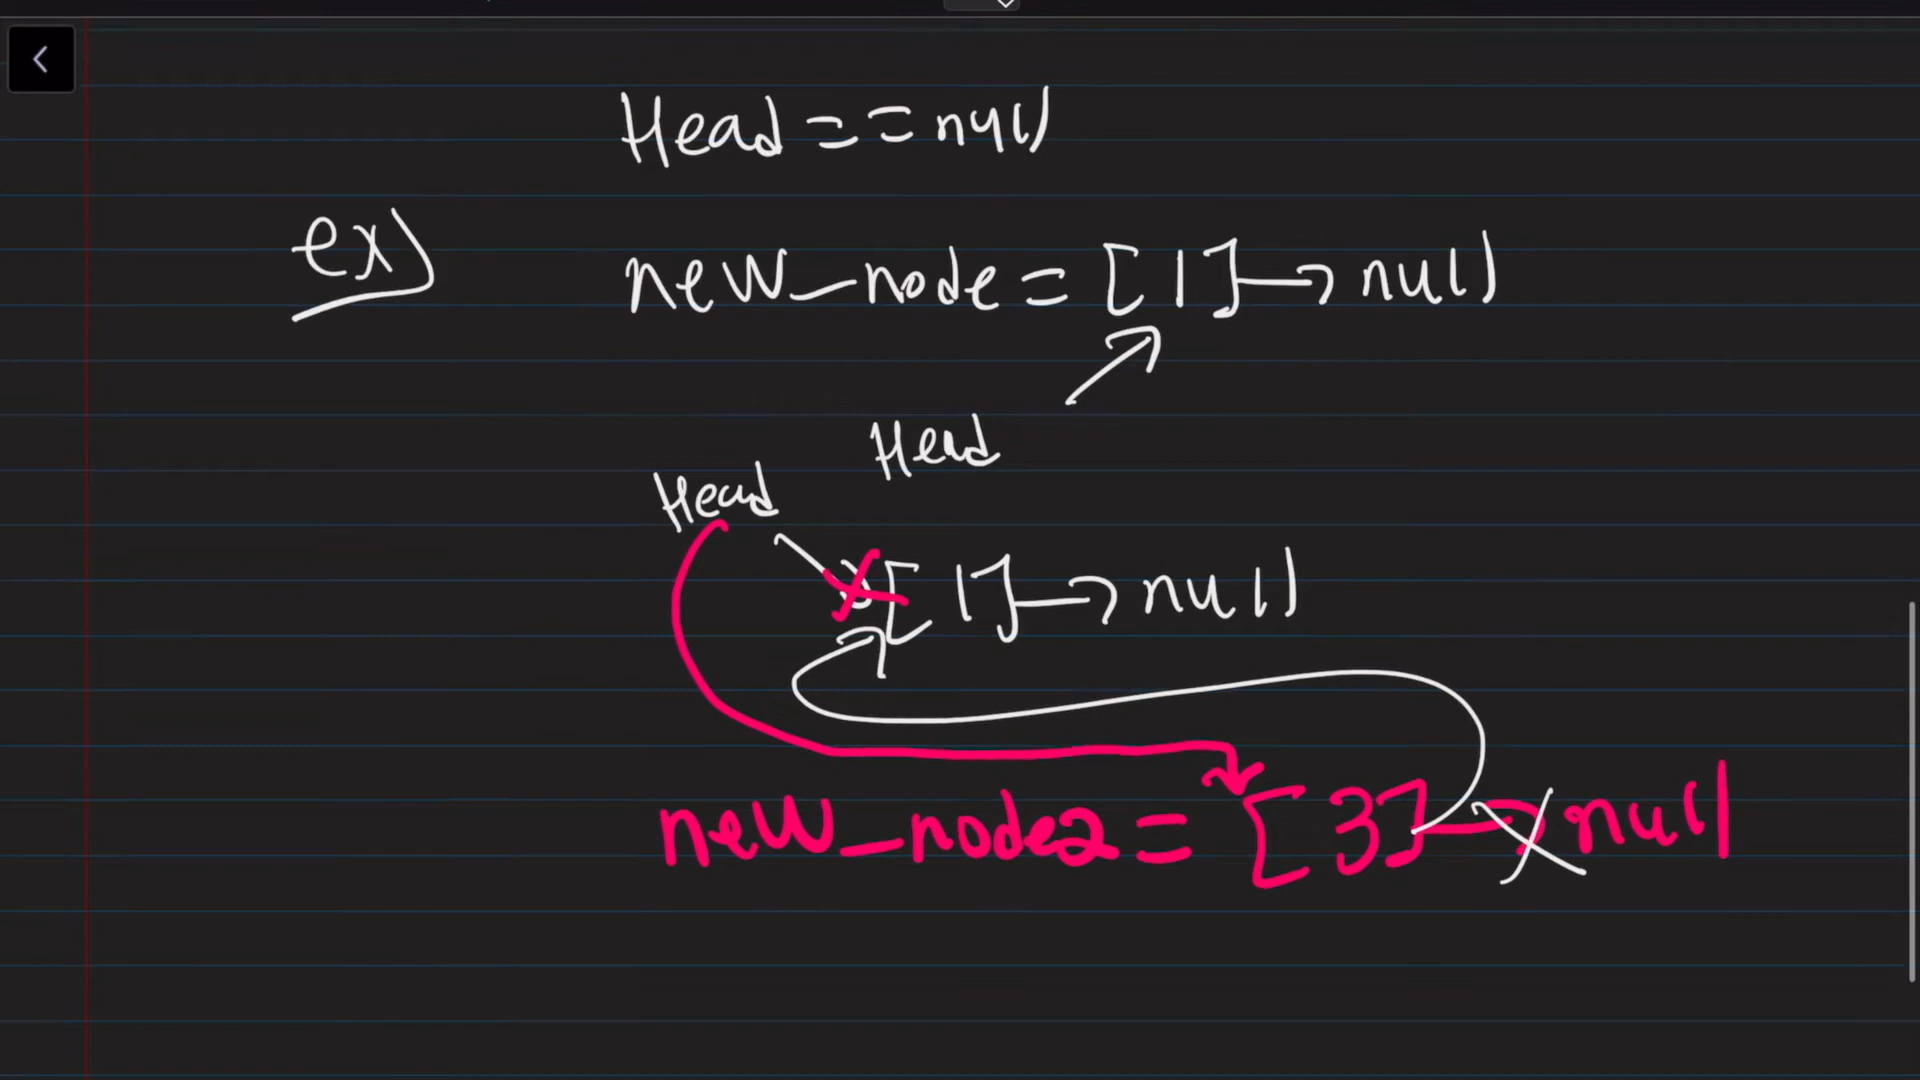 Head == null
ex)
new_node = [1] → null
Head
Head
[1] → null
new_node2 = [3] → null